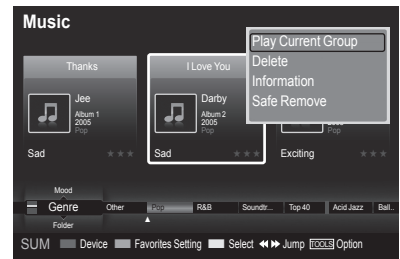 Music
Play Current Group
Delete
Information
Safe Remove
Thanks
I Love You
Jee
Album 1
2005
Pop
Darby
Album 2
2005
Pop
2005
Pop
Sad
Sad
Exciting
Mood
Genre Other Pop R&B Soundtr... Top 40 Acid Jazz Ball..
Folder
SUM Device Favorites Setting Select Jump TOOLS Option